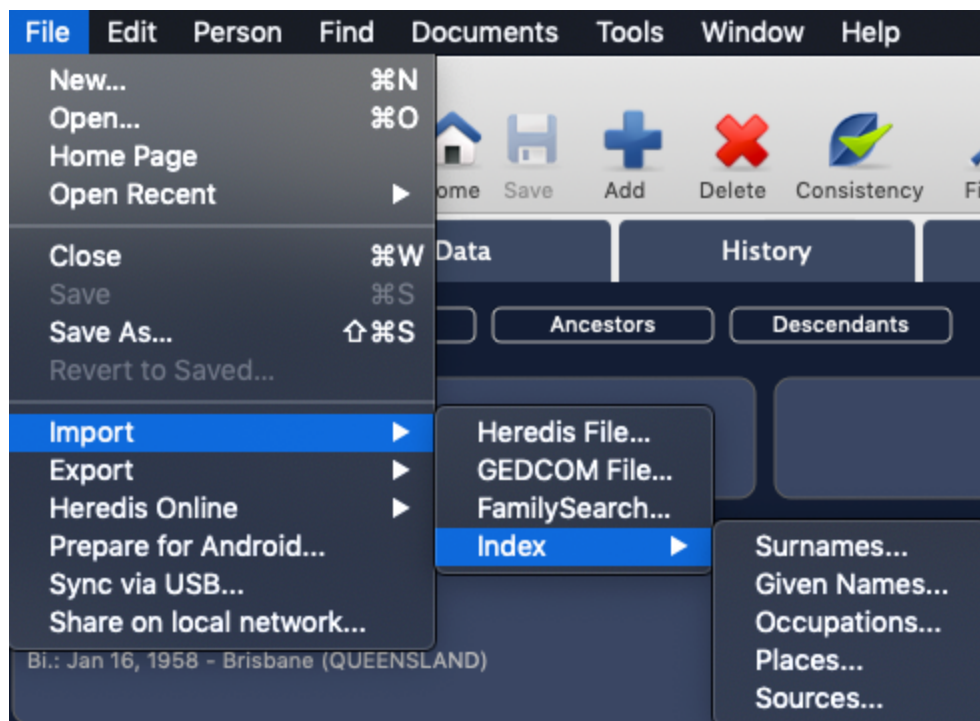 File Edit Person Find Documents Tools Window Help
New... ⌘N
Open... ⌘O
Home Page
Open Recent ▶
Close ⌘W
Save ⌘S
Save As... ⇧⌘S
Revert to Saved...
Import ▶
Export ▶
Heredis Online ▶
Prepare for Android...
Sync via USB...
Share on local network...
Heredis File...
GEDCOM File...
FamilySearch...
Index ▶
Surnames...
Given Names...
Occupations...
Places...
Sources...
ome Save Add Delete Consistency Fi
Data History
Ancestors Descendants
Bi.: Jan 16, 1958 - Brisbane (QUEENSLAND)